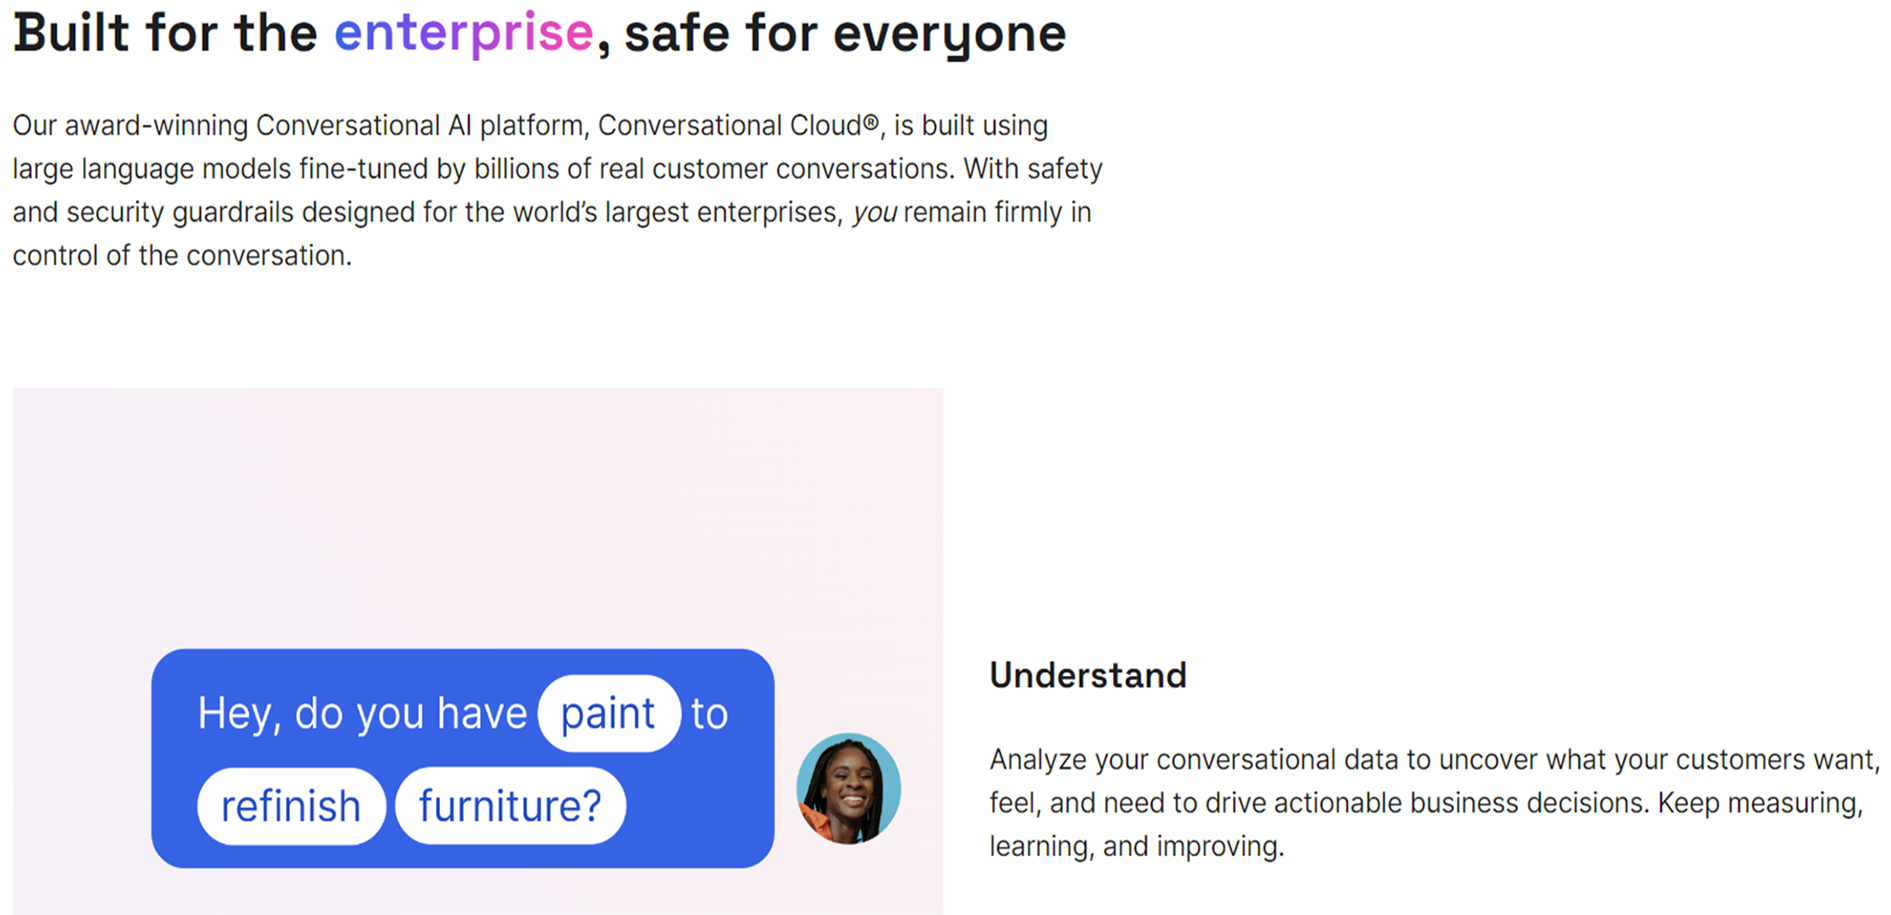 Built for the enterprise, safe for everyone
Our award-winning Conversational AI platform, Conversational Cloud®, is built using
large language models fine-tuned by billions of real customer conversations. With safety
and security guardrails designed for the world’s largest enterprises, you remain firmly in
control of the conversation.
Hey, do you have paint to
refinish furniture?
Understand
Analyze your conversational data to uncover what your customers want,
feel, and need to drive actionable business decisions. Keep measuring,
learning, and improving.